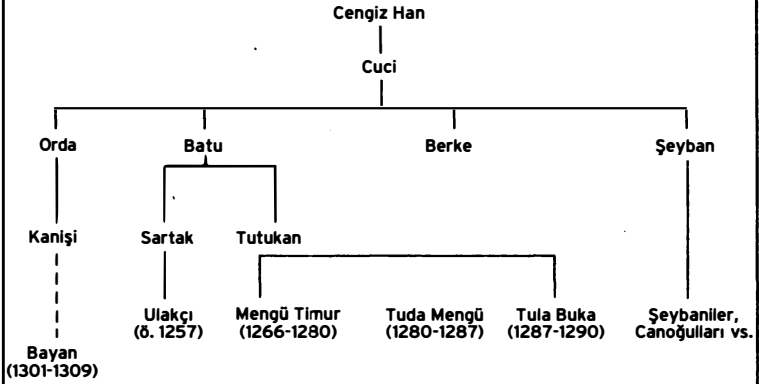 Cengiz Han
Cuci
Orda Batu Berke Şeyban
Kanişi Sartak Tutukan
Ulakçı Mengü Timur Tuda Mengü Tula Buka Şeybaniler,
(ö. 1257) (1266-1280) (1280-1287) (1287-1290) Canoğulları vs.
Bayan
(1301-1309)